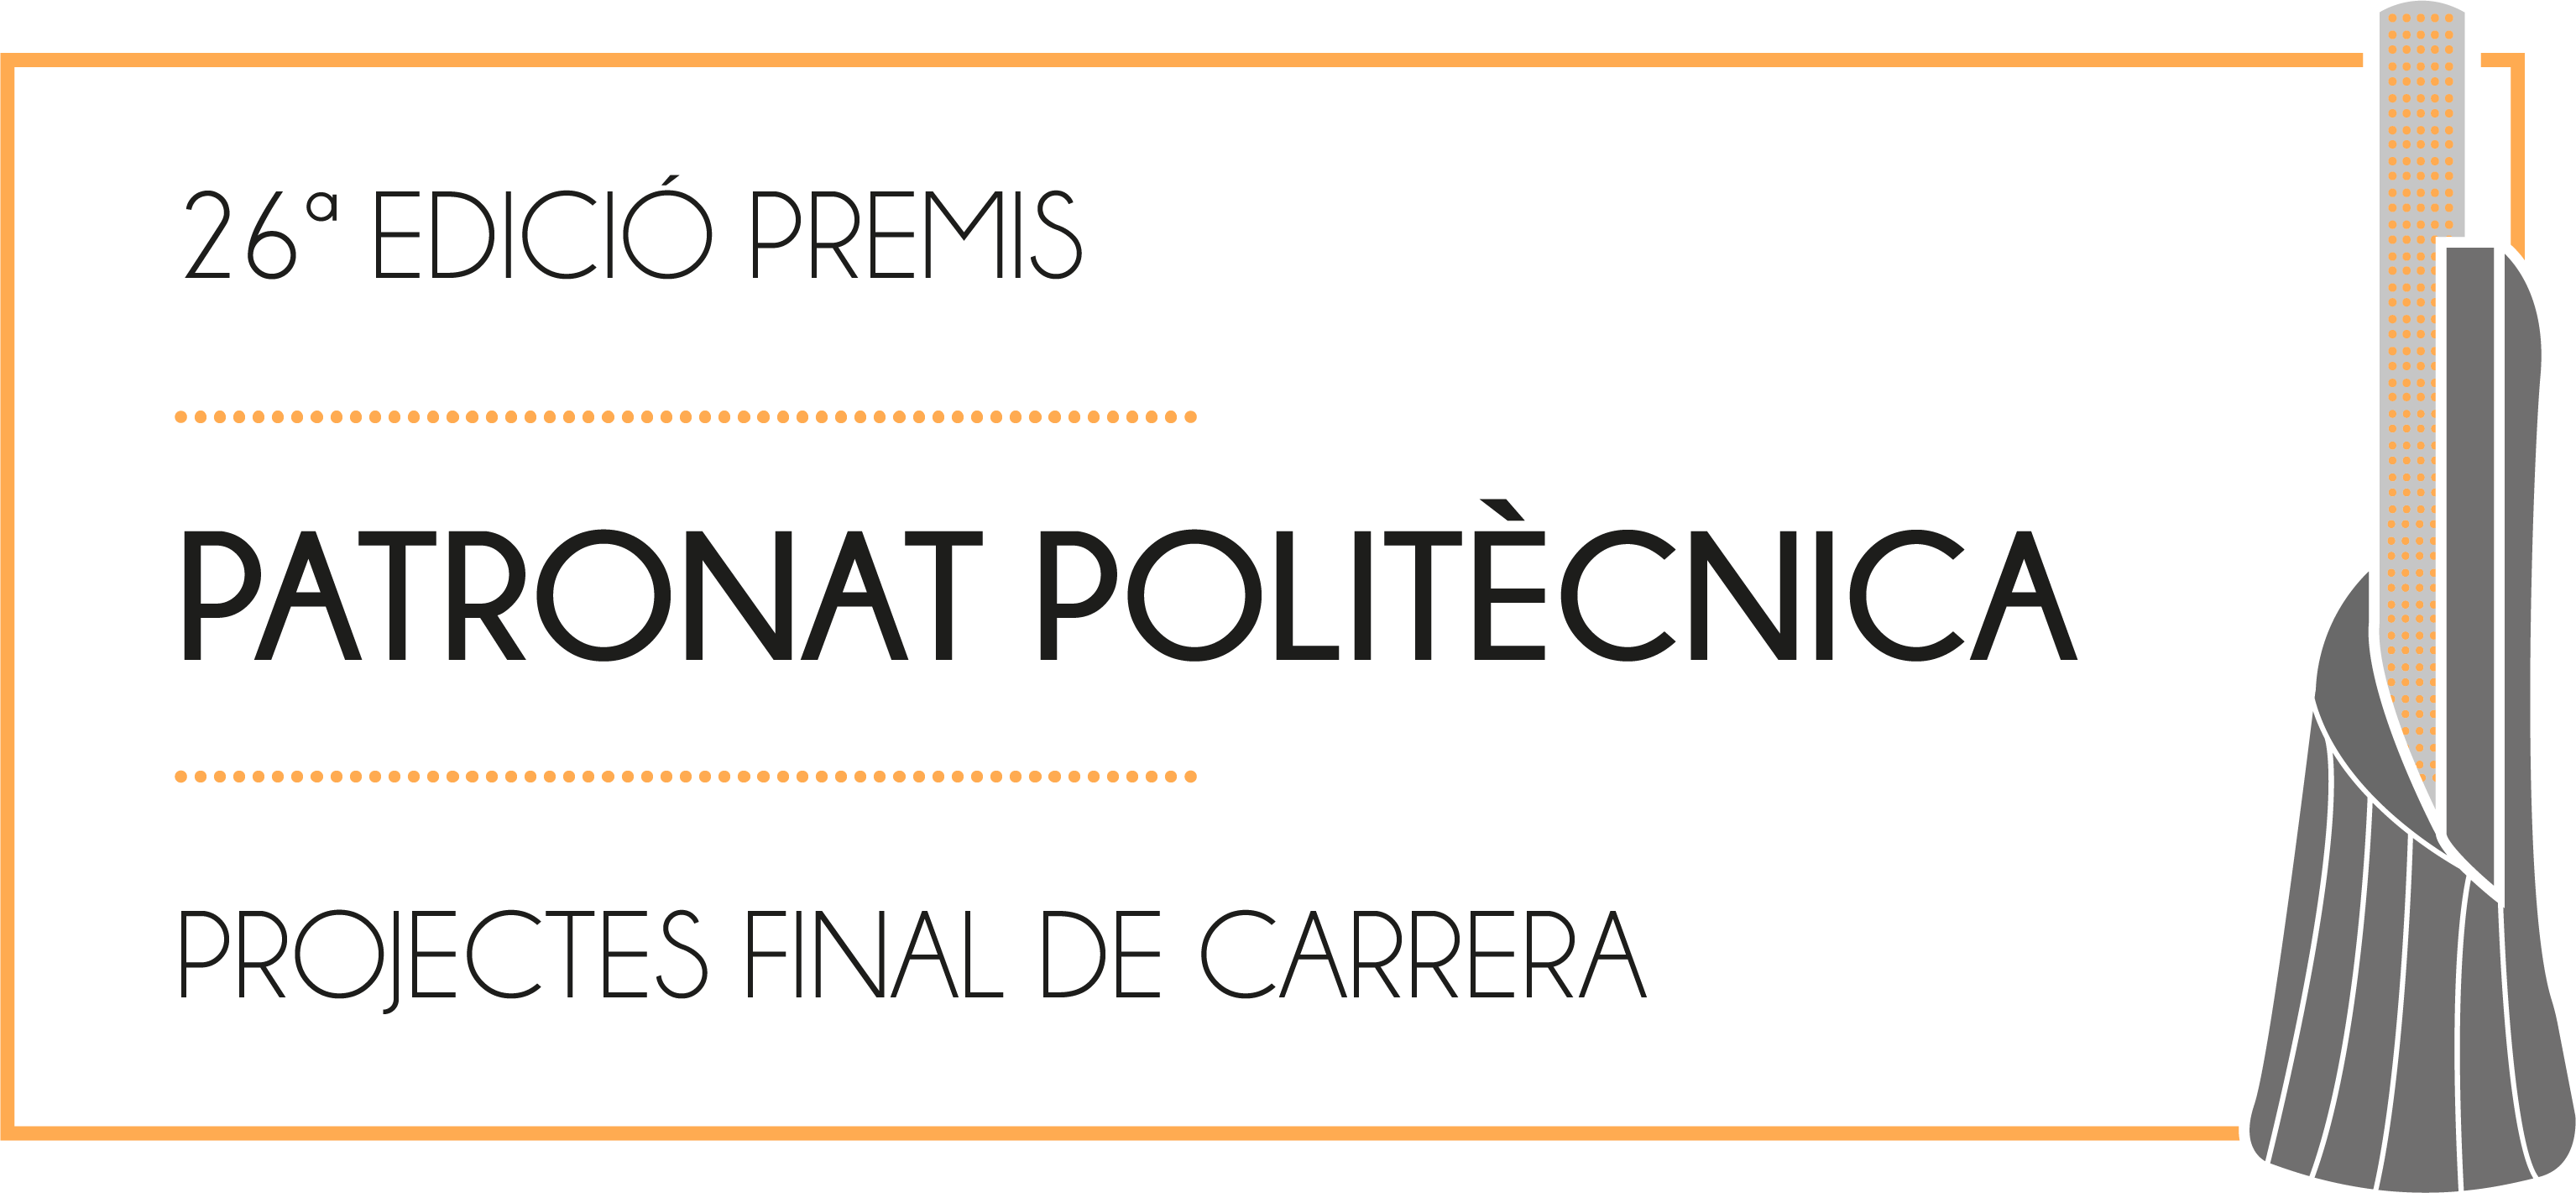 26ª EDICIÓ PREMIS
PATRONAT POLITÈCNICA
PROJECTES FINAL DE CARRERA